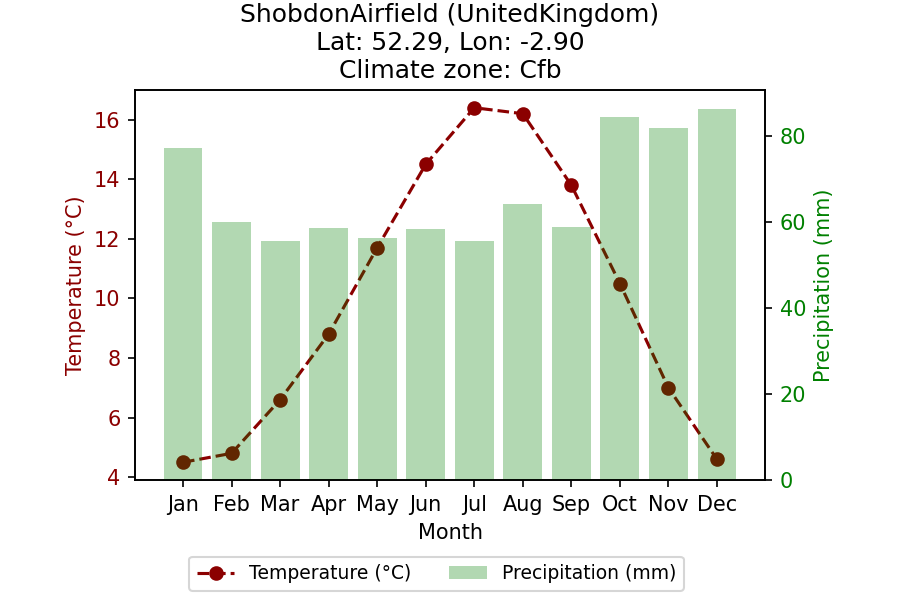 ShobdonAirfield (UnitedKingdom)
Lat: 52.29, Lon: -2.90
Climate zone: Cfb
Temperature (°C)
16
14
12
10
8
6
4
80
60
40
20
0
Precipitation (mm)
Jan Feb Mar Apr May Jun Jul Aug Sep Oct Nov Dec
Month
Temperature (°C) Precipitation (mm)